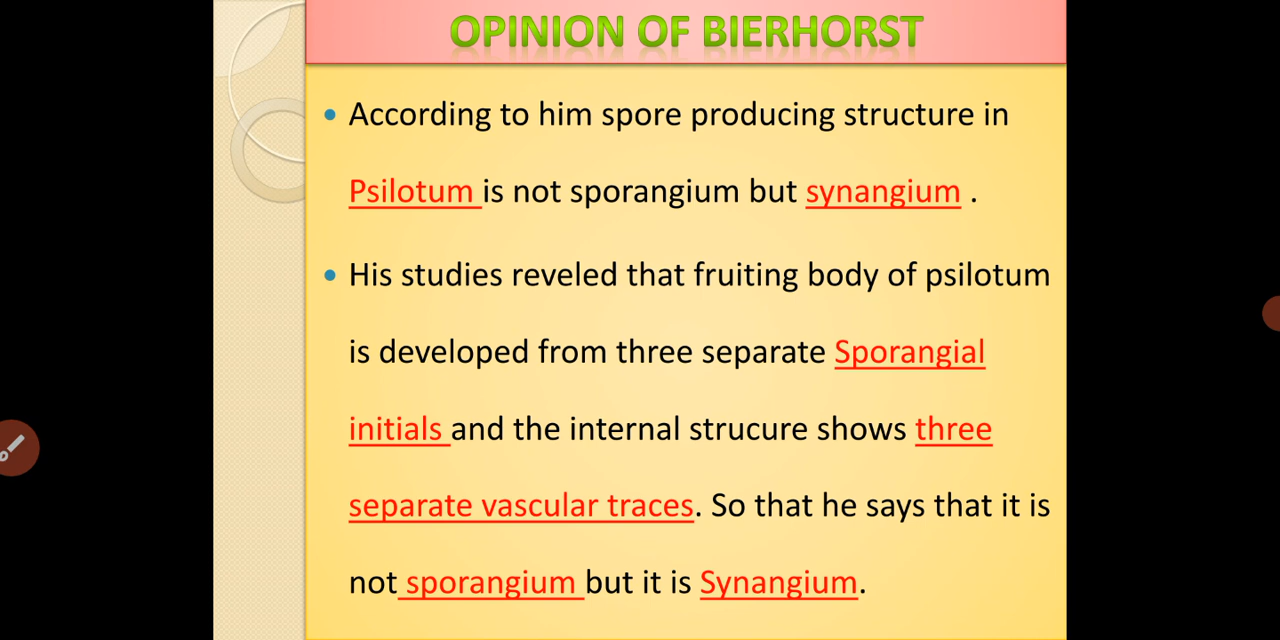 OPINION OF BIERHORST
• According to him spore producing structure in
Psilotum is not sporangium but synangium .
• His studies reveled that fruiting body of psilotum
is developed from three separate Sporangial
initials and the internal strucure shows three
separate vascular traces. So that he says that it is
not sporangium but it is Synangium.